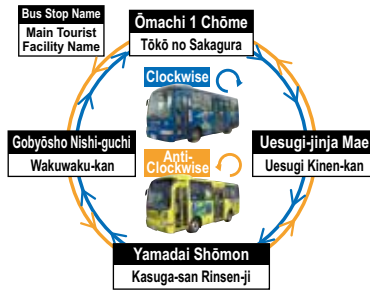 Bus Stop Name
Main Tourist
Facility Name
Ōmachi 1 Chōme
Tōkō no Sakagura
Clockwise
Gobyōsho Nishi-guchi
Wakuwaku-kan
Uesugi-jinja Mae
Uesugi Kinen-kan
Anti-
Clockwise
Yamadai Shōmon
Kasuga-san Rinsen-ji